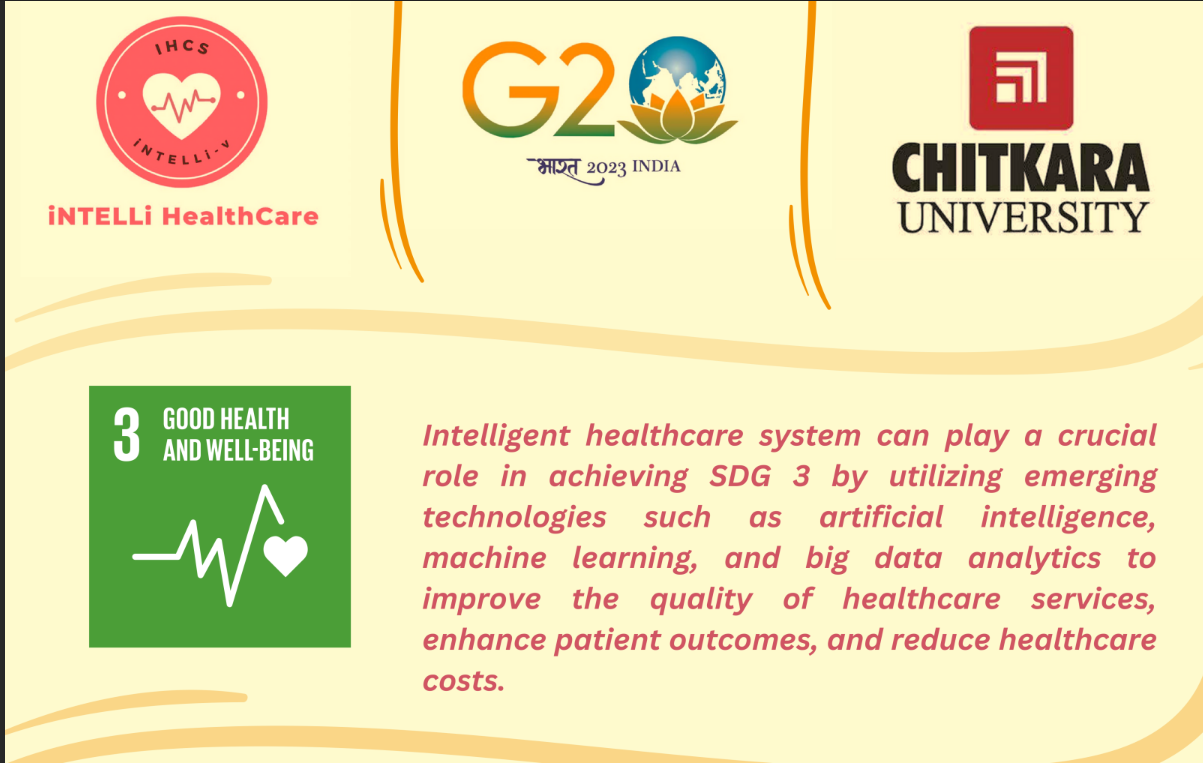 IHCS
iNTELLi-V
iNTELLi HealthCare
G20
भारत 2023 INDIA
CHITKARA
UNIVERSITY
3 GOOD HEALTH
AND WELL-BEING
Intelligent healthcare system can play a crucial
role in achieving SDG 3 by utilizing emerging
technologies such as artificial intelligence,
machine learning, and big data analytics to
improve the quality of healthcare services,
enhance patient outcomes, and reduce healthcare
costs.